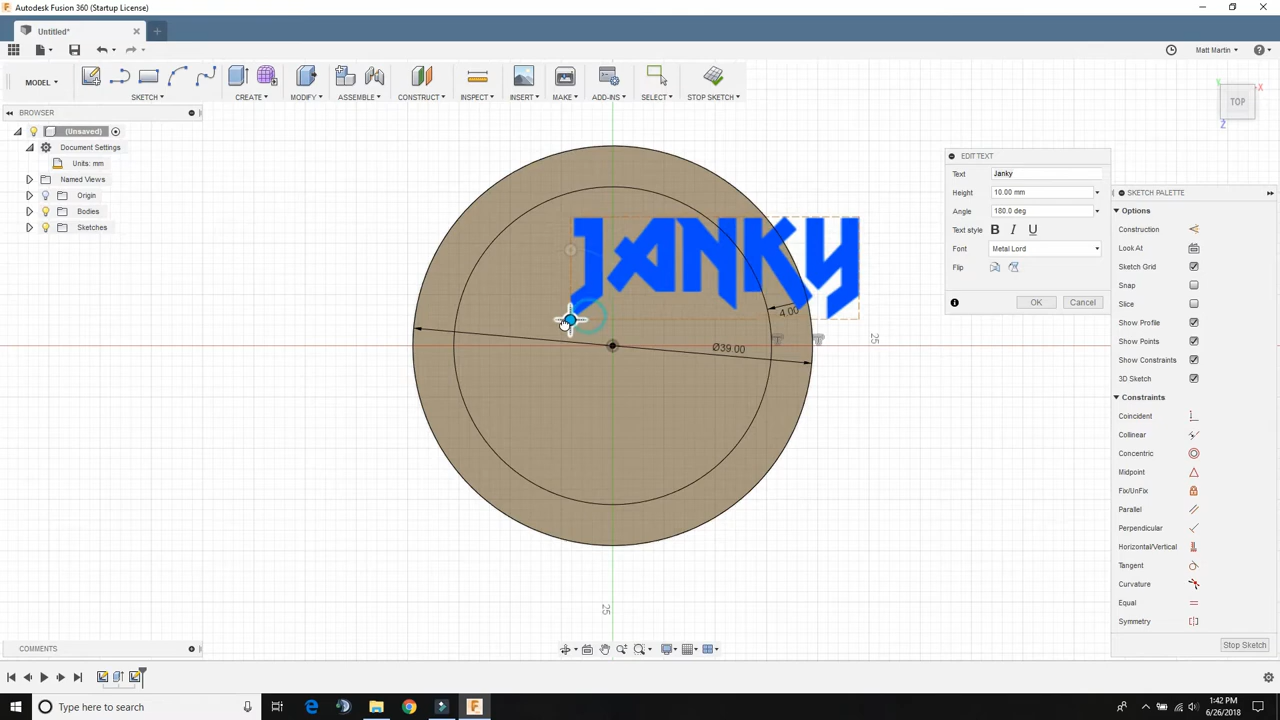 Autodesk Fusion 360 (Startup License)
Untitled*
Matt Martin
MODEL
SKETCH
CREATE
MODIFY
ASSEMBLE
CONSTRUCT
INSPECT
INSERT
MAKE
ADD-INS
SELECT
STOP SKETCH
BROWSER
(Unsaved)
Document Settings
Units: mm
Named Views
Origin
Bodies
Sketches
TOP
X
Y
Z
EDIT TEXT
Text Janky
Height 10.00 mm
Angle 180.0 deg
Text style B I U
Font Metal Lord
Flip
OK Cancel
JANKY
4.00
Ø39.00
25
25
SKETCH PALETTE
Options
Construction
Look At
Sketch Grid
Snap
Slice
Show Profile
Show Points
Show Constraints
3D Sketch
Constraints
Coincident
Collinear
Concentric
Midpoint
Fix/UnFix
Parallel
Perpendicular
Horizontal/Vertical
Tangent
Curvature
Equal
Symmetry
Stop Sketch
COMMENTS
Type here to search
1:42 PM
6/26/2018